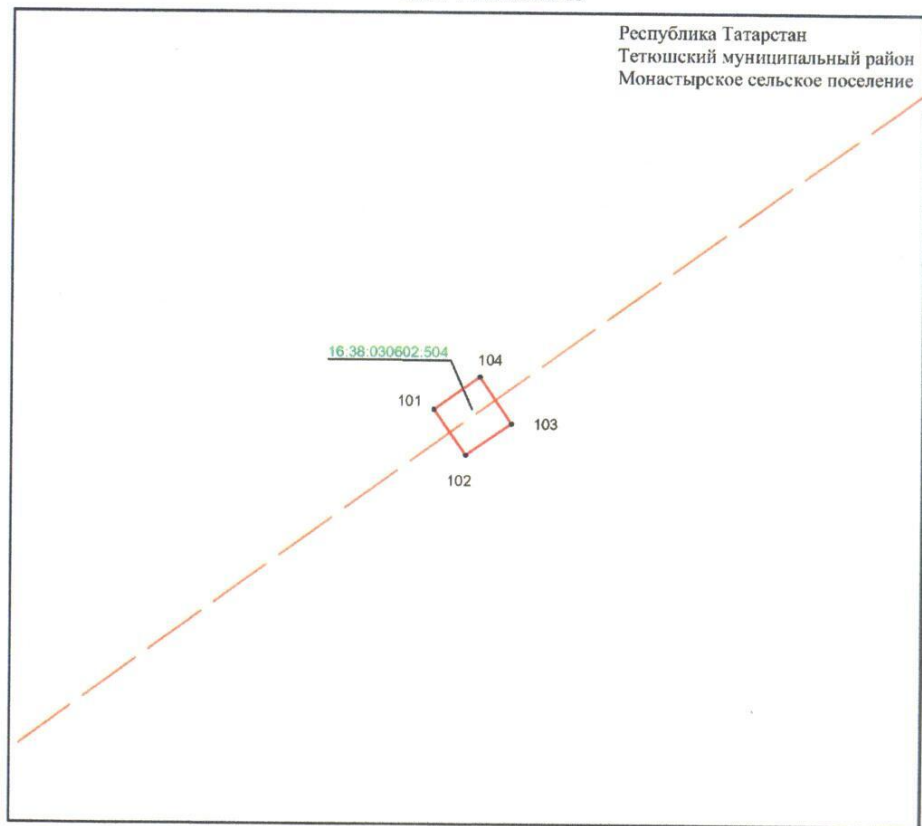 Республика Татарстан
Тетюшский муниципальный район
Монастырское сельское поселение
16:38:030602:504
104
101
103
102